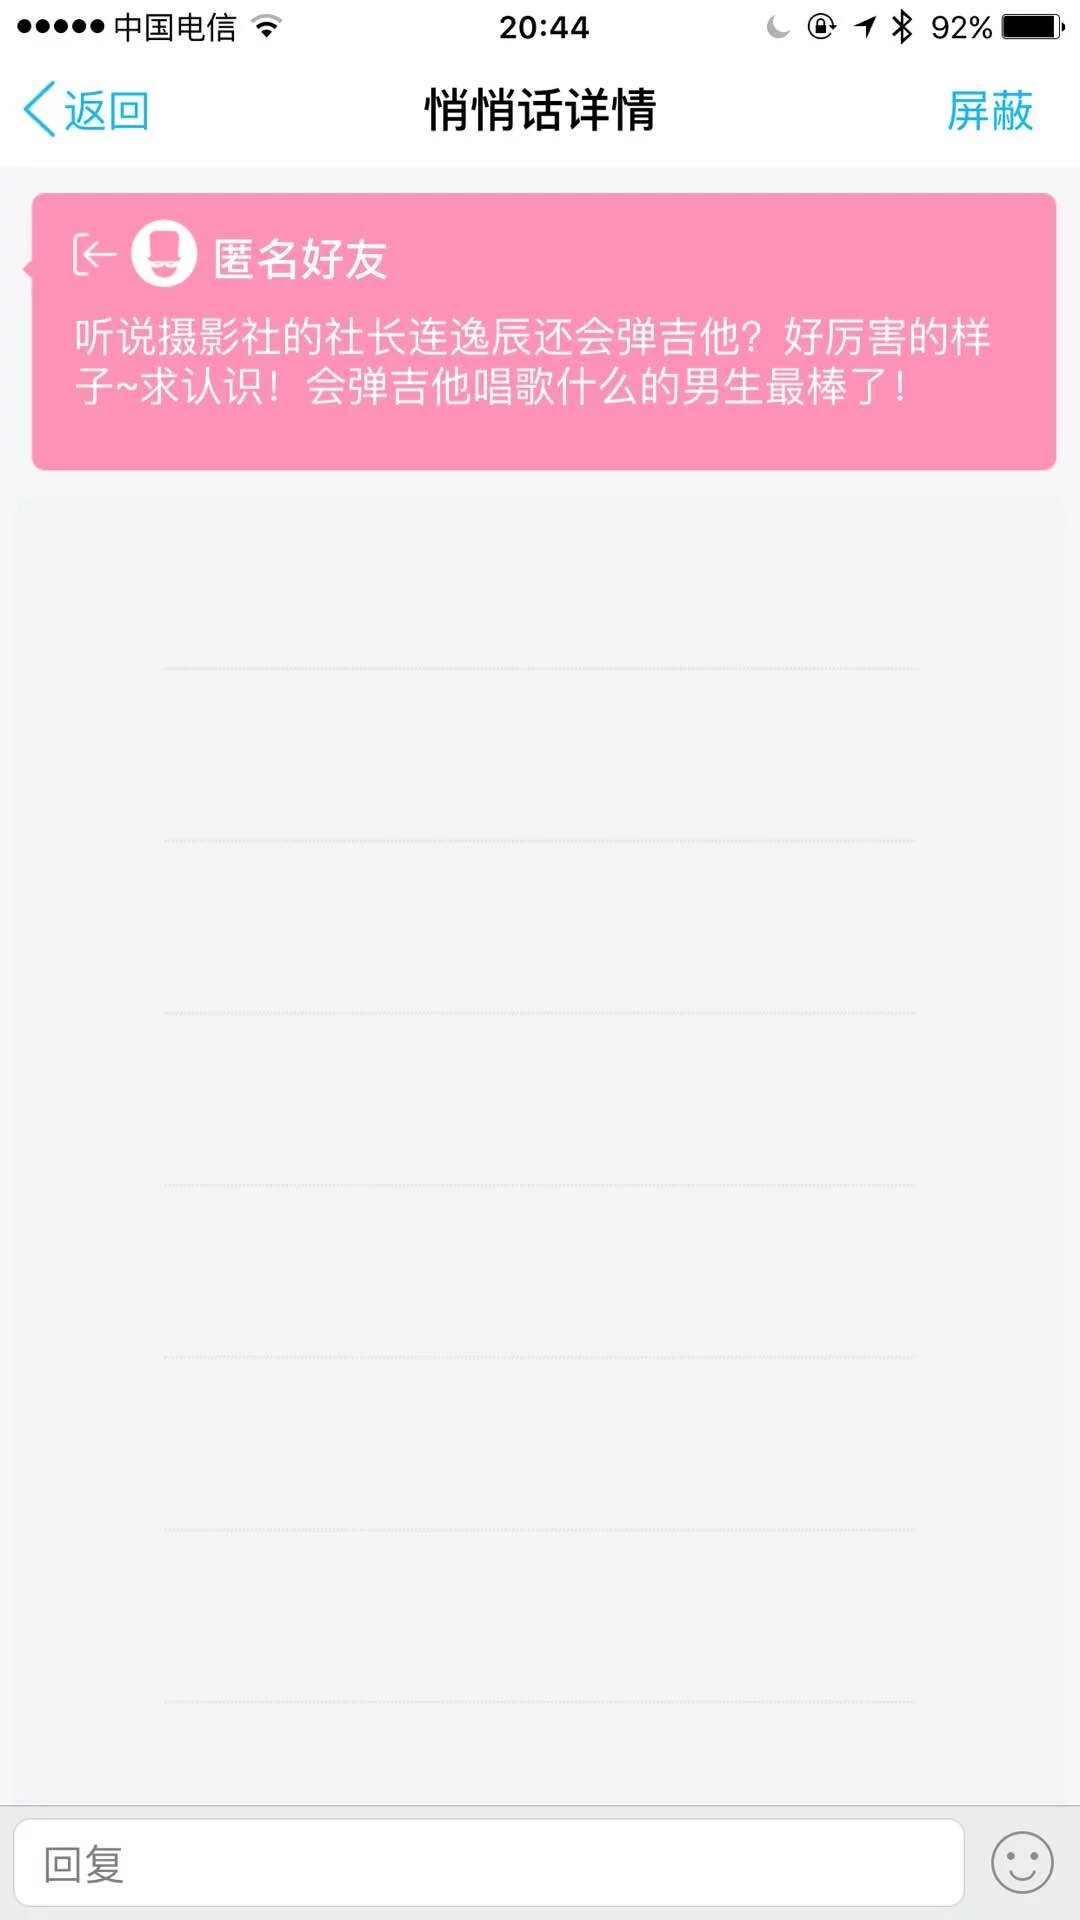 中国电信 20:44 92%
返回 悄悄话详情 屏蔽
匿名好友
听说摄影社的社长连逸辰还会弹吉他？好厉害的样
子~求认识！会弹吉他唱歌什么的男生最棒了！
回复